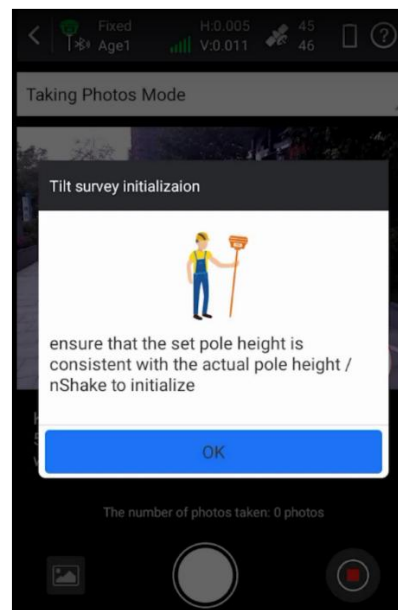 Fixed H:0.005 45
Age1 V:0.011 46 ?
Taking Photos Mode
Tilt survey initializaion
ensure that the set pole height is
consistent with the actual pole height /
nShake to initialize
OK
The number of photos taken: 0 photos